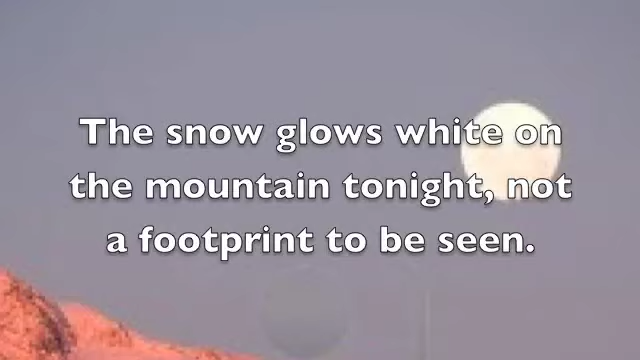 The snow glows white on
the mountain tonight, not
a footprint to be seen.